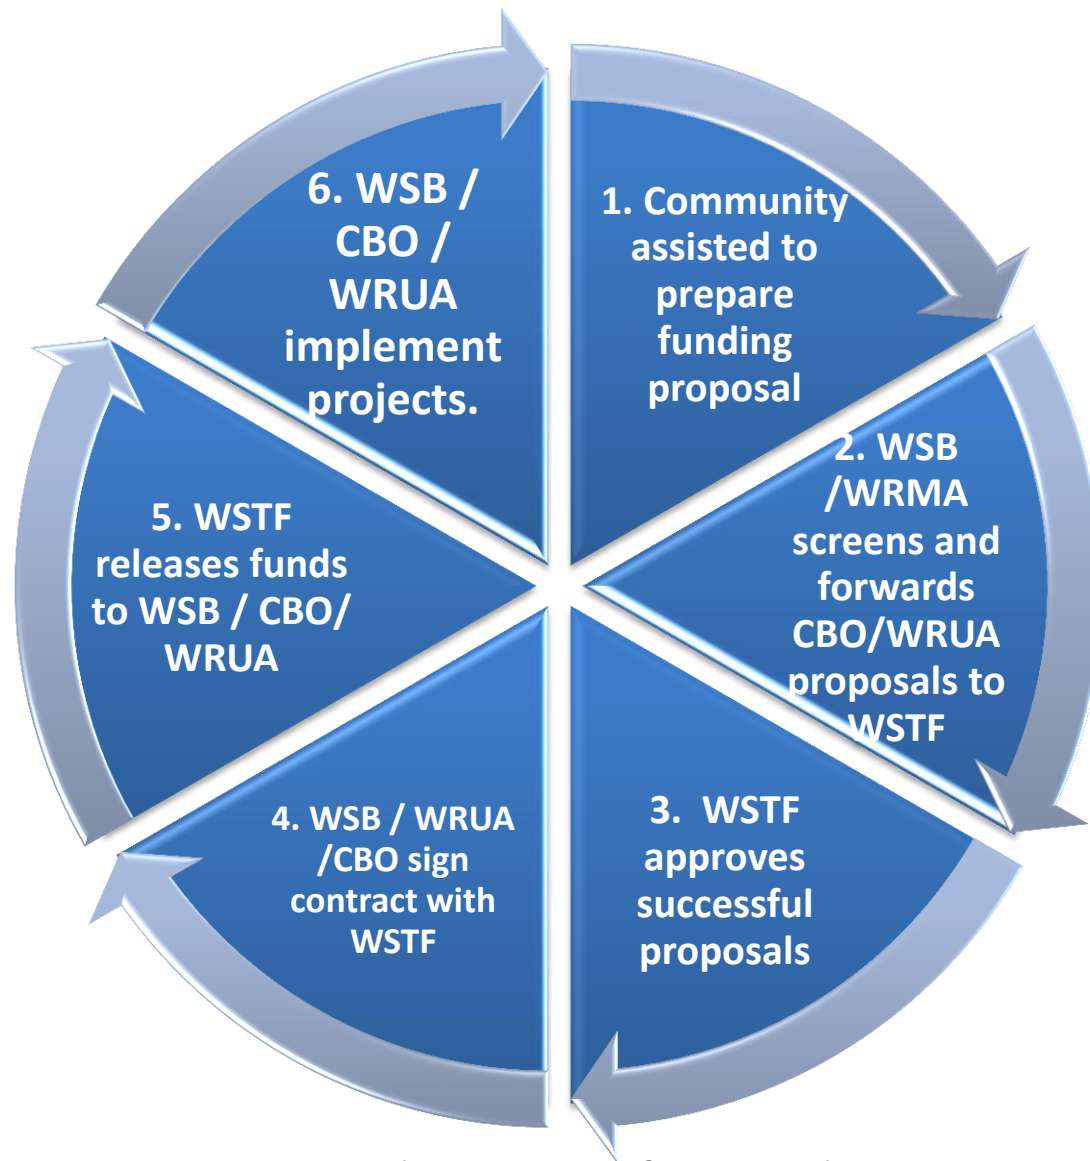 1. Community
assisted to
prepare
funding
proposal
2. WSB
/WRMA
screens and
forwards
CBO/WRUA
proposals to
WSTF
3. WSTF
approves
successful
proposals
4. WSB / WRUA
/CBO sign
contract with
WSTF
5. WSTF
releases funds
to WSB / CBO/
WRUA
6. WSB /
CBO /
WRUA
implement
projects.